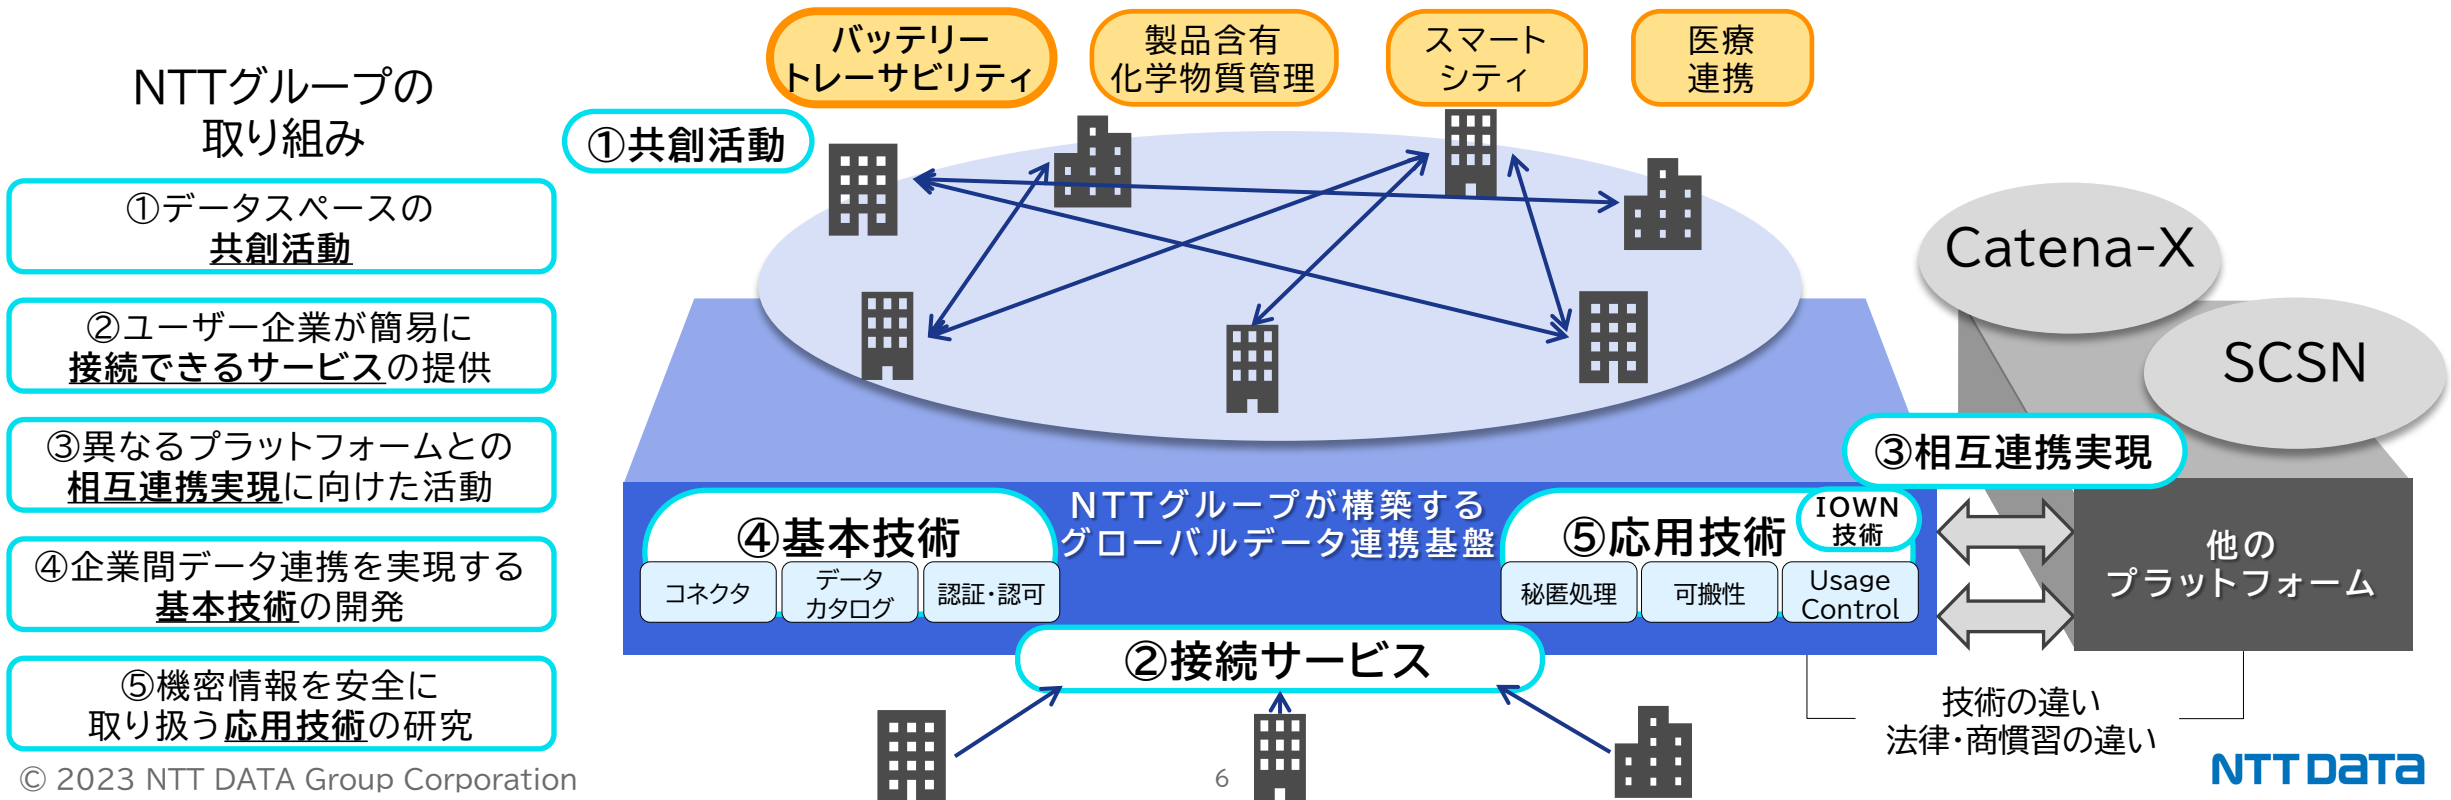 NTTグループの
取り組み
①データスペースの
共創活動
②ユーザー企業が簡易に
接続できるサービスの提供
③異なるプラットフォームとの
相互連携実現に向けた活動
④企業間データ連携を実現する
基本技術の開発
⑤機密情報を安全に
取り扱う応用技術の研究
バッテリー
トレーサビリティ
製品含有
化学物質管理
スマート
シティ
医療
連携
①共創活動
Catena-X
SCSN
③相互連携実現
NTTグループが構築する
グローバルデータ連携基盤
④基本技術
コネクタ
データ
カタログ
認証・認可
⑤応用技術
IOWN
技術
秘匿処理
可搬性
Usage
Control
他の
プラットフォーム
②接続サービス
技術の違い
法律・商慣習の違い
© 2023 NTT DATA Group Corporation
6
NTT DATA